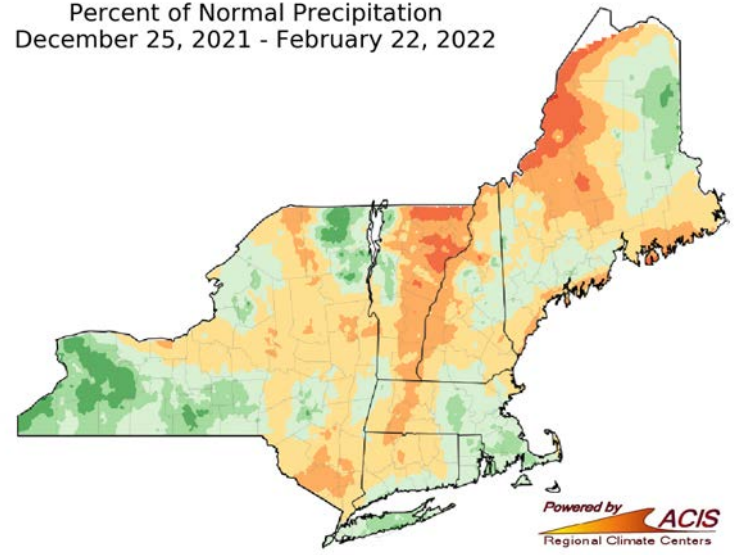 Percent of Normal Precipitation
December 25, 2021 - February 22, 2022
Powered by
ACIS
Regional Climate Centers